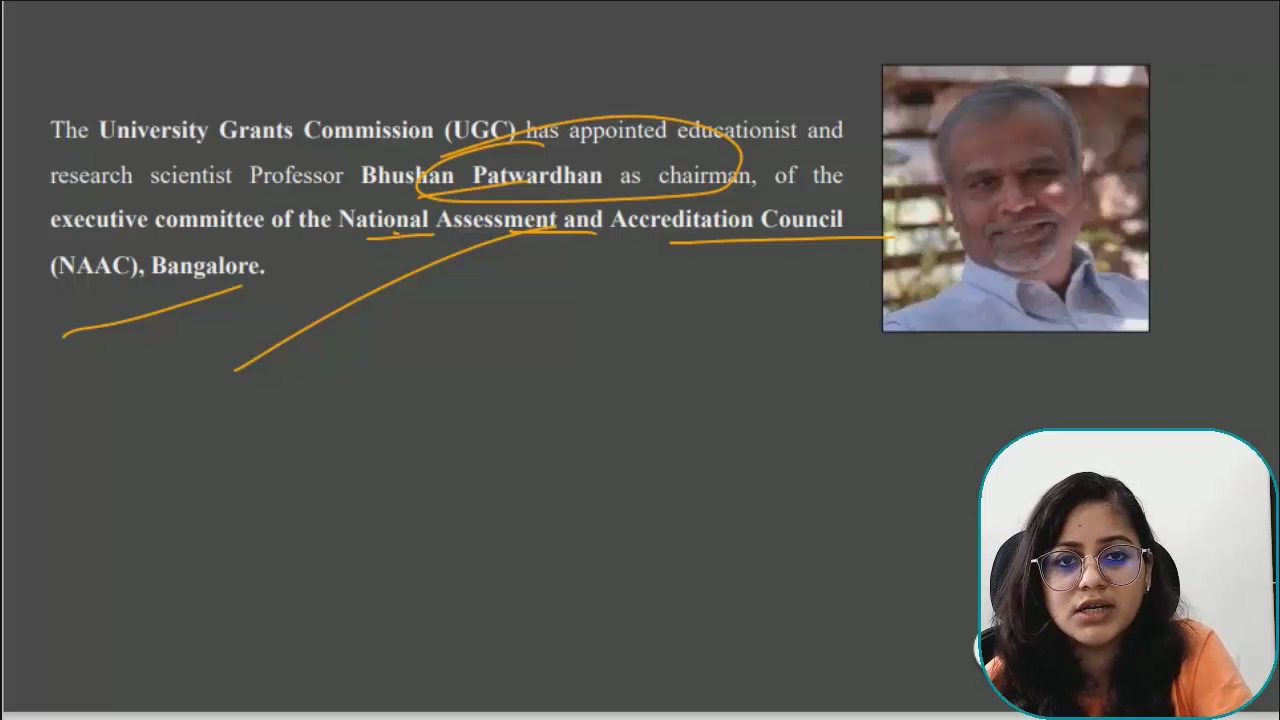 The University Grants Commission (UGC) has appointed educationist and
research scientist Professor Bhushan Patwardhan as chairman, of the
executive committee of the National Assessment and Accreditation Council
(NAAC), Bangalore.